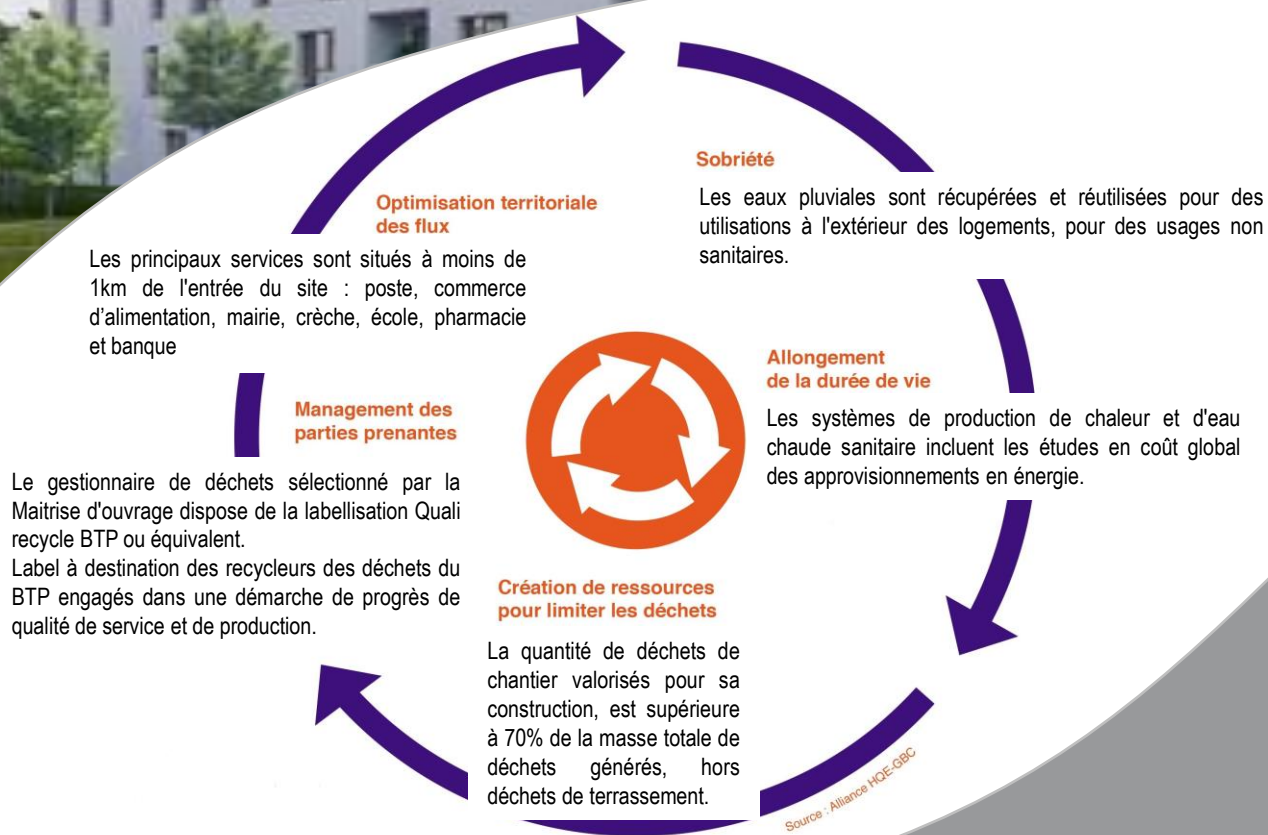 Sobriété
Les eaux pluviales sont récupérées et réutilisées pour des
utilisations à l'extérieur des logements, pour des usages non
sanitaires.
Allongement
de la durée de vie
Les systèmes de production de chaleur et d'eau
chaude sanitaire incluent les études en coût global
des approvisionnements en énergie.
Création de ressources
pour limiter les déchets
La quantité de déchets de
chantier valorisés pour sa
construction, est supérieure
à 70% de la masse totale de
déchets générés, hors
déchets de terrassement.
Management des
parties prenantes
Le gestionnaire de déchets sélectionné par la
Maitrise d'ouvrage dispose de la labellisation Quali
recycle BTP ou équivalent.
Label à destination des recycleurs des déchets du
BTP engagés dans une démarche de progrès de
qualité de service et de production.
Optimisation territoriale
des flux
Les principaux services sont situés à moins de
1km de l'entrée du site : poste, commerce
d’alimentation, mairie, crèche, école, pharmacie
et banque
Source : Alliance HQE-GBC